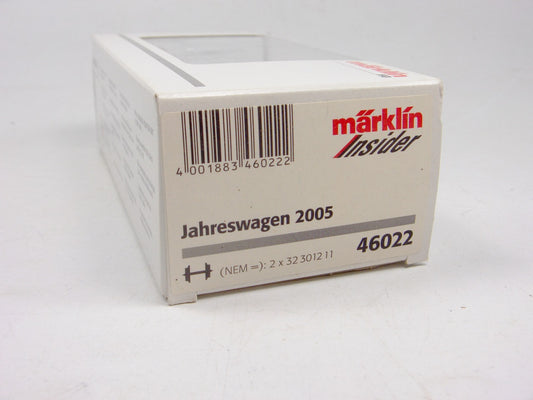 märklin
Insider
4 001883 460222
Jahreswagen 2005
46022
(NEM =): 2 x 32 3012 11